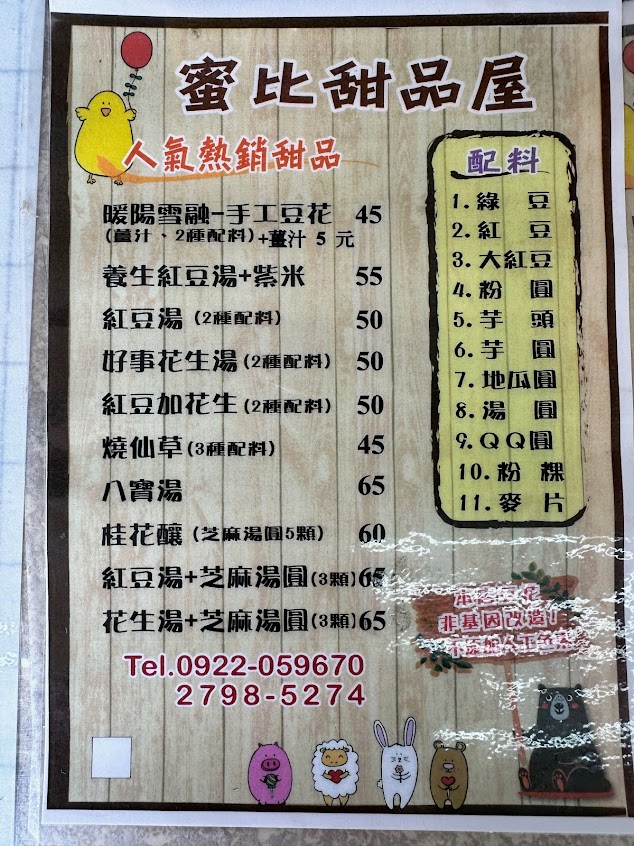 蜜比甜品屋
人氣熱銷甜品
暖陽雪融-手工豆花 45
(薑汁、2種配料)+薑汁 5 元
養生紅豆湯+紫米 55
紅豆湯 (2種配料) 50
好事花生湯(2種配料) 50
紅豆加花生(2種配料) 50
燒仙草(3種配料) 45
八寶湯 65
桂花釀 (芝麻湯圓5顆) 60
紅豆湯+芝麻湯圓(3顆)65
花生湯+芝麻湯圓(3顆)65
Tel.0922-059670
2798-5274
配料
1.綠 豆
2.紅 豆
3.大紅豆
4.粉 圓
5.芋 頭
6.芋 圓
7.地瓜圓
8.湯 圓
9.QQ圓
10.粉 粿
11.麥 片
非基因改造!